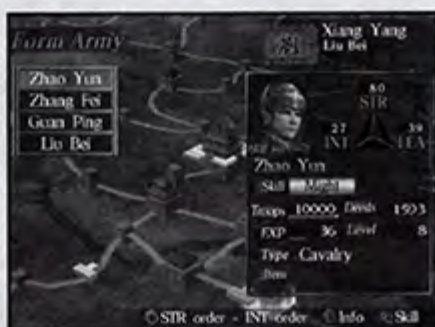 Form Army
Xiang Yang
Liu Bei
Zhao Yun
Zhang Fei
Guan Ping
Liu Bei
80
STR
27
INT
39
LEA
Zhao Yun
Skill Might
Troops 10000 Deeds 1593
EXP 36 Level 8
Type Cavalry
Item
STR order - INT order Info Skill